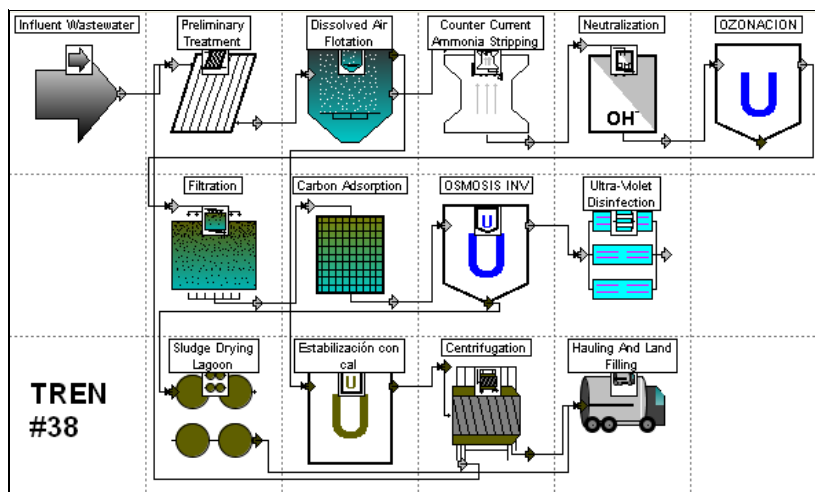 Influent Wastewater
Preliminary
Treatment
Dissolved Air
Flotation
Counter Current
Ammonia Stripping
Neutralization
OZONACION
OH-
U
Filtration
Carbon Adsorption
OSMOSIS INV
Ultra-Violet
Disinfection
U
U
Sludge Drying
Lagoon
Estabilización con
cal
Centrifugation
Hauling And Land
Filling
U
U
TREN
#38